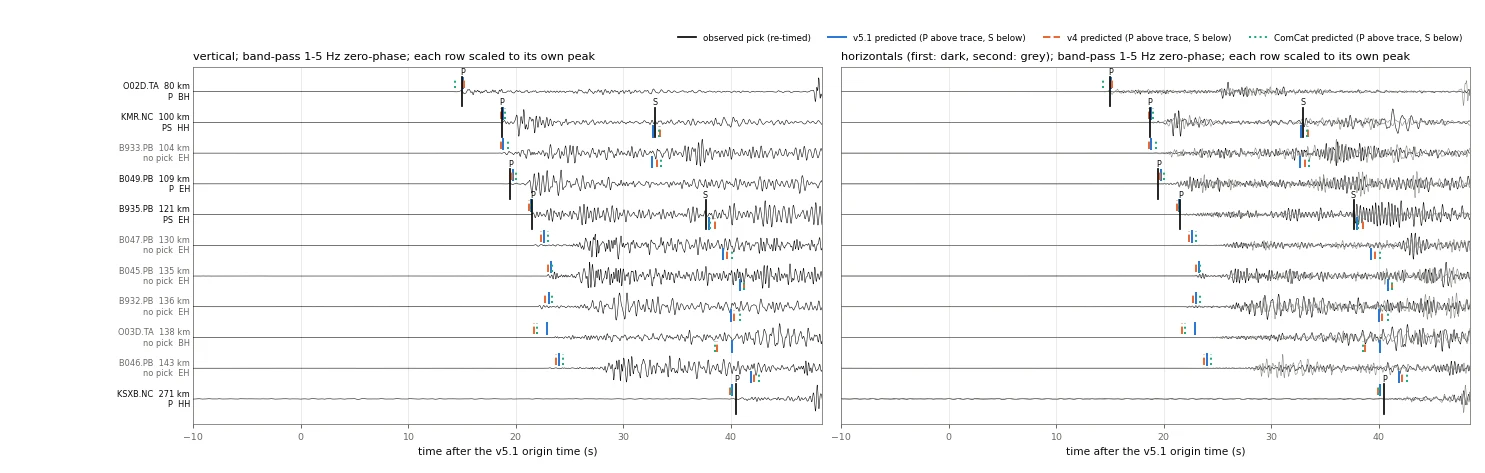 observed pick (re-timed) v5.1 predicted (P above trace, S below) v4 predicted (P above trace, S below) ComCat predicted (P above trace, S below)
vertical; band-pass 1-5 Hz zero-phase; each row scaled to its own peak
O02D.TA 80 km
P BH
KMR.NC 100 km
PS HH
B933.PB 104 km
no pick EH
B049.PB 109 km
P EH
B935.PB 121 km
PS EH
B047.PB 130 km
no pick EH
B045.PB 135 km
no pick EH
B932.PB 136 km
no pick EH
O03D.TA 138 km
no pick BH
B046.PB 143 km
no pick EH
KSXB.NC 271 km
P HH
P
P S
P
P S
P
−10 0 10 20 30 40
time after the v5.1 origin time (s)
horizontals (first: dark, second: grey); band-pass 1-5 Hz zero-phase; each row scaled to its own peak
P
P S
P
P S
P
−10 0 10 20 30 40
time after the v5.1 origin time (s)